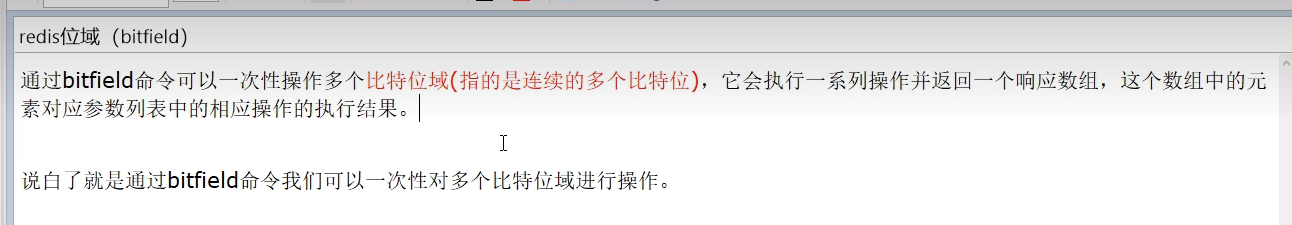 redis位域（bitfield）
通过bitfield命令可以一次性操作多个比特位域(指的是连续的多个比特位)，它会执行一系列操作并返回一个响应数组，这个数组中的元
素对应参数列表中的相应操作的执行结果。
说白了就是通过bitfield命令我们可以一次性对多个比特位域进行操作。